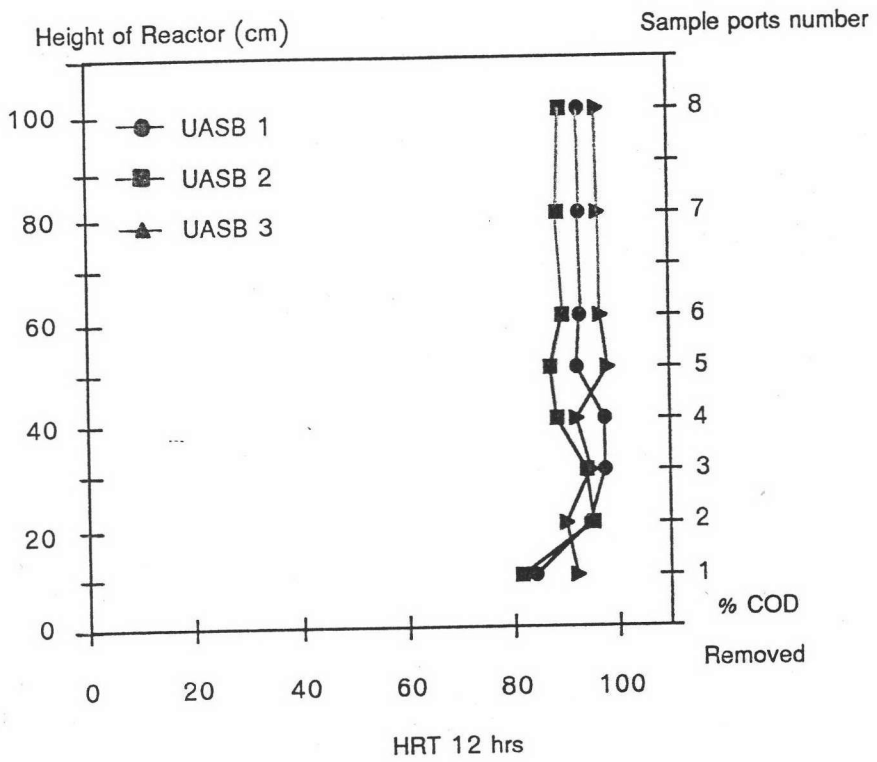 Sample ports number
Height of Reactor (cm)
100
80
60
40
20
0
UASB 1
UASB 2
UASB 3
8
7
6
5
4
3
2
1
% COD
Removed
0 20 40 60 80 100
HRT 12 hrs